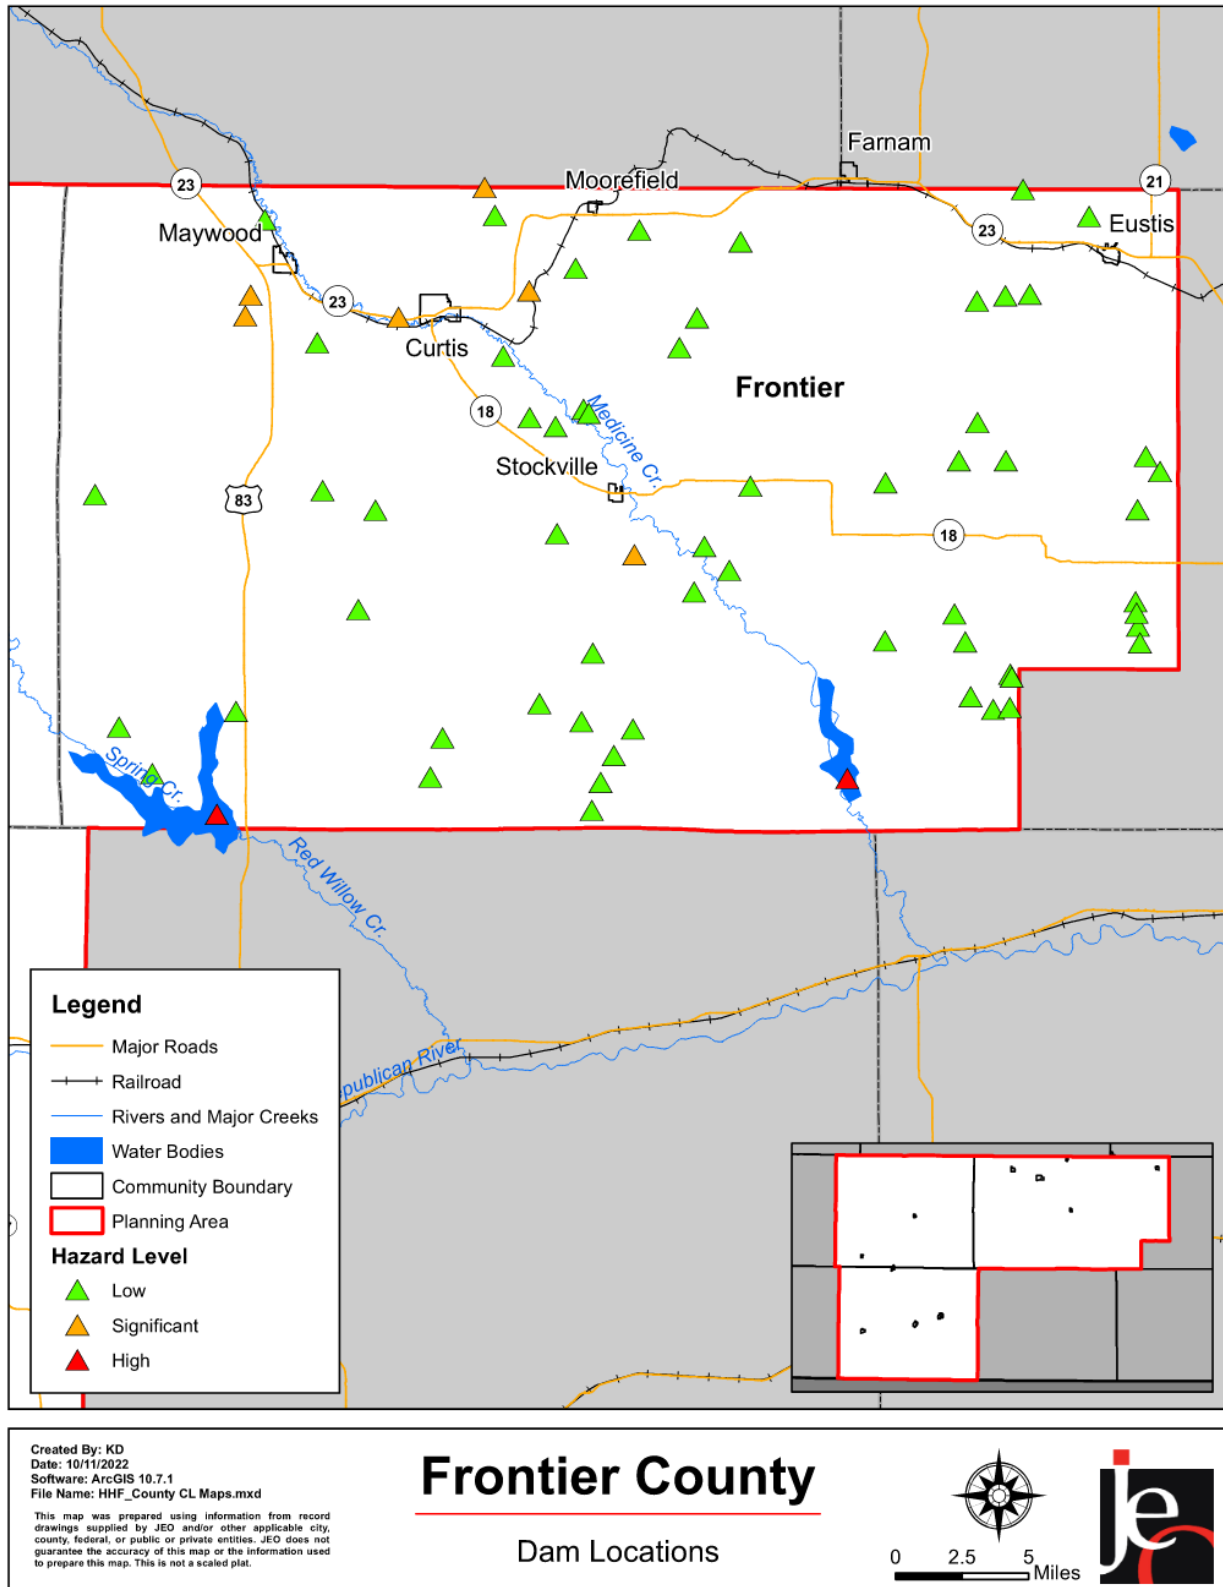 Farnam
23
Moorefield
21
Maywood
23
Eustis
23
Curtis
Frontier
18
Medicine Cr.
Stockville
83
18
Spring Cr.
Red Willow Cr.
publican River
Legend
Major Roads
Railroad
Rivers and Major Creeks
Water Bodies
Community Boundary
Planning Area
Hazard Level
Low
Significant
High
Created By: KD
Date: 10/11/2022
Software: ArcGIS 10.7.1
File Name: HHF_County CL Maps.mxd
This map was prepared using information from record
drawings supplied by JEO and/or other applicable city,
county, federal, or public or private entities. JEO does not
guarantee the accuracy of this map or the information used
to prepare this map. This is not a scaled plat.
Frontier County
Dam Locations
0 2.5 5
Miles
jeo